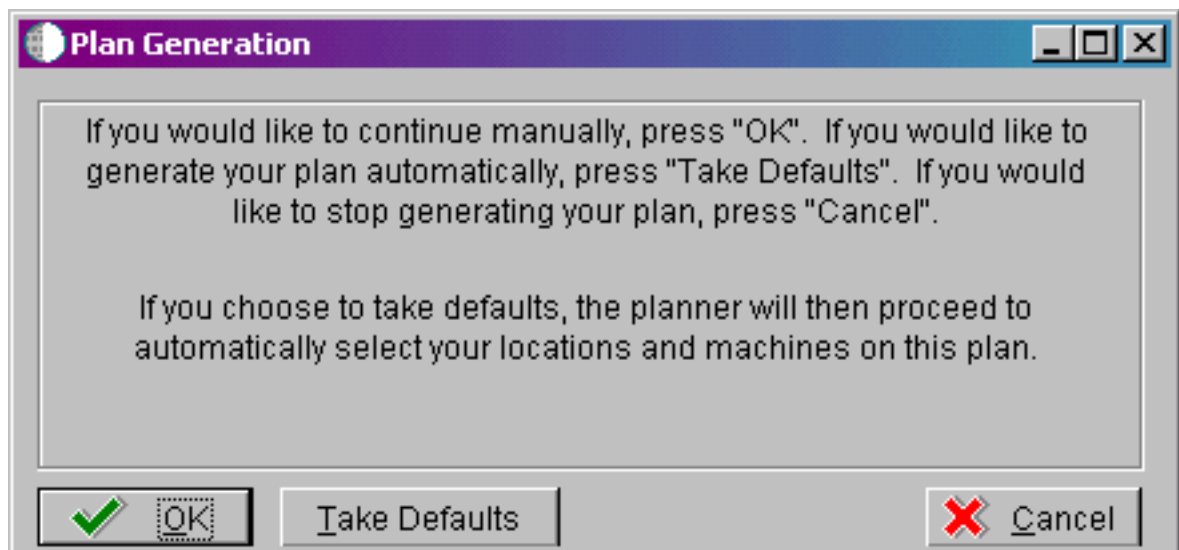 Plan Generation
If you would like to continue manually, press "OK".  If you would like to
generate your plan automatically, press "Take Defaults".  If you would
like to stop generating your plan, press "Cancel".
If you choose to take defaults, the planner will then proceed to
automatically select your locations and machines on this plan.
OK
Take Defaults
Cancel